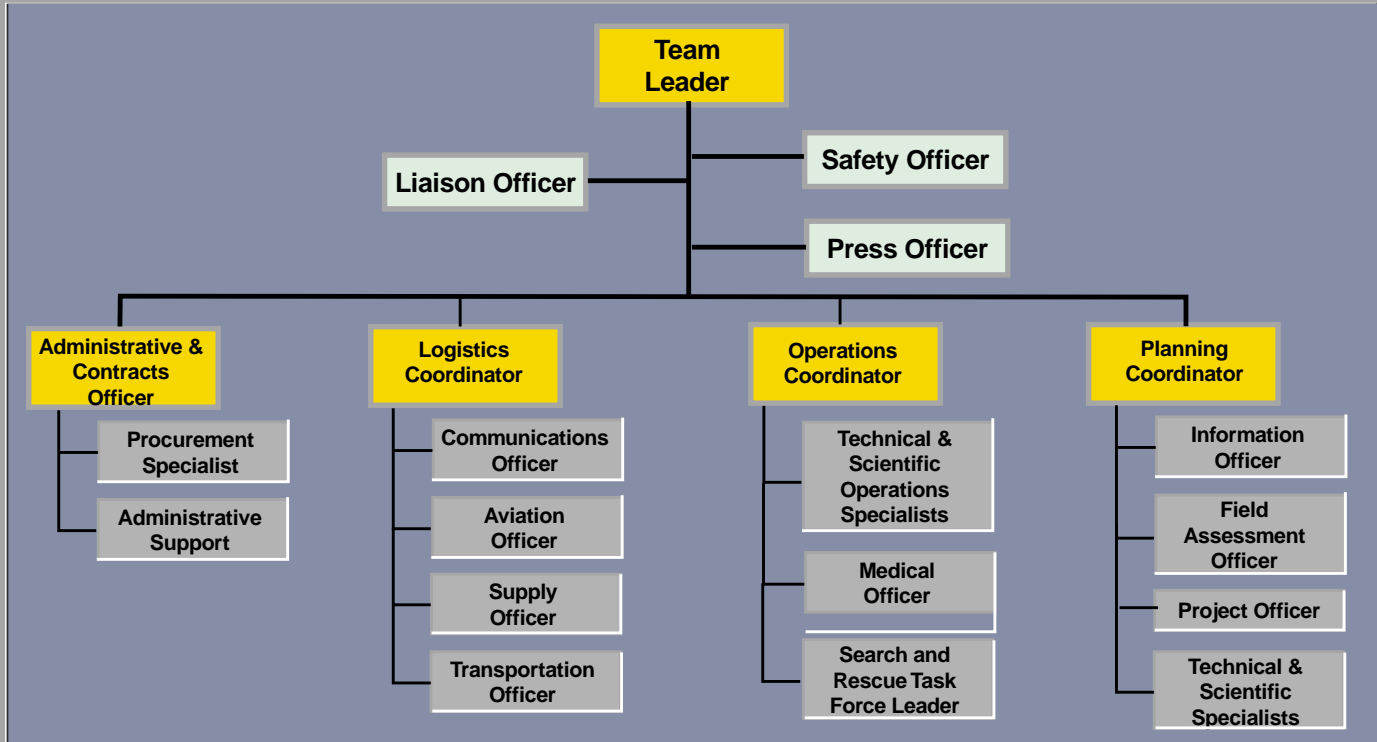 Team
Leader
Safety Officer
Liaison Officer
Press Officer
Administrative &
Contracts
Officer
Procurement
Specialist
Administrative
Support
Logistics
Coordinator
Communications
Officer
Aviation
Officer
Supply
Officer
Transportation
Officer
Operations
Coordinator
Technical &
Scientific
Operations
Specialists
Medical
Officer
Search and
Rescue Task
Force Leader
Planning
Coordinator
Information
Officer
Field
Assessment
Officer
Project Officer
Technical &
Scientific
Specialists